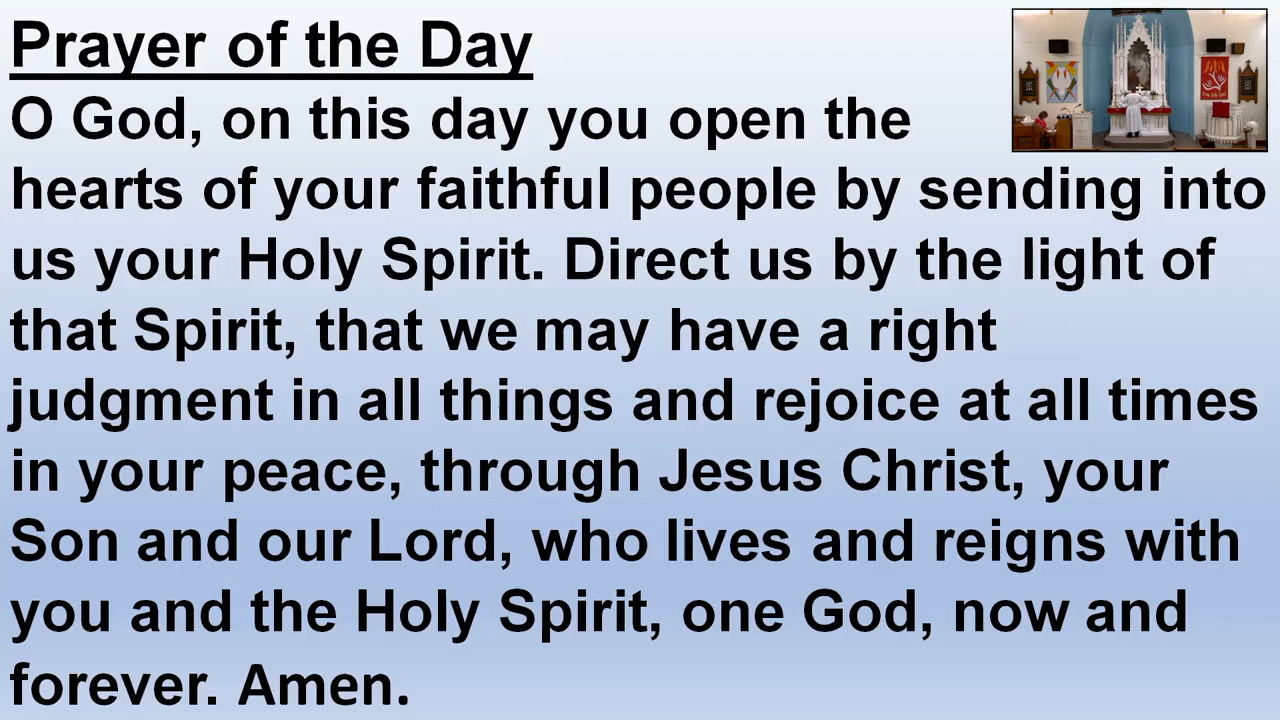 Prayer of the Day
O God, on this day you open the
hearts of your faithful people by sending into
us your Holy Spirit. Direct us by the light of
that Spirit, that we may have a right
judgment in all things and rejoice at all times
in your peace, through Jesus Christ, your
Son and our Lord, who lives and reigns with
you and the Holy Spirit, one God, now and
forever. Amen.